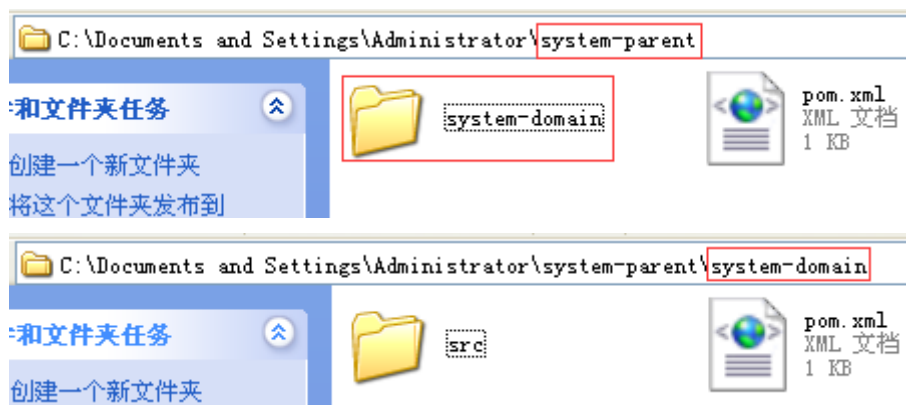 C:\Documents and Settings\Administrator\system-parent
和文件夹任务
system-domain
pom.xml
XML 文档
1 KB
创建一个新文件夹
将这个文件夹发布到
C:\Documents and Settings\Administrator\system-parent\system-domain
和文件夹任务
src
pom.xml
XML 文档
1 KB
创建一个新文件夹